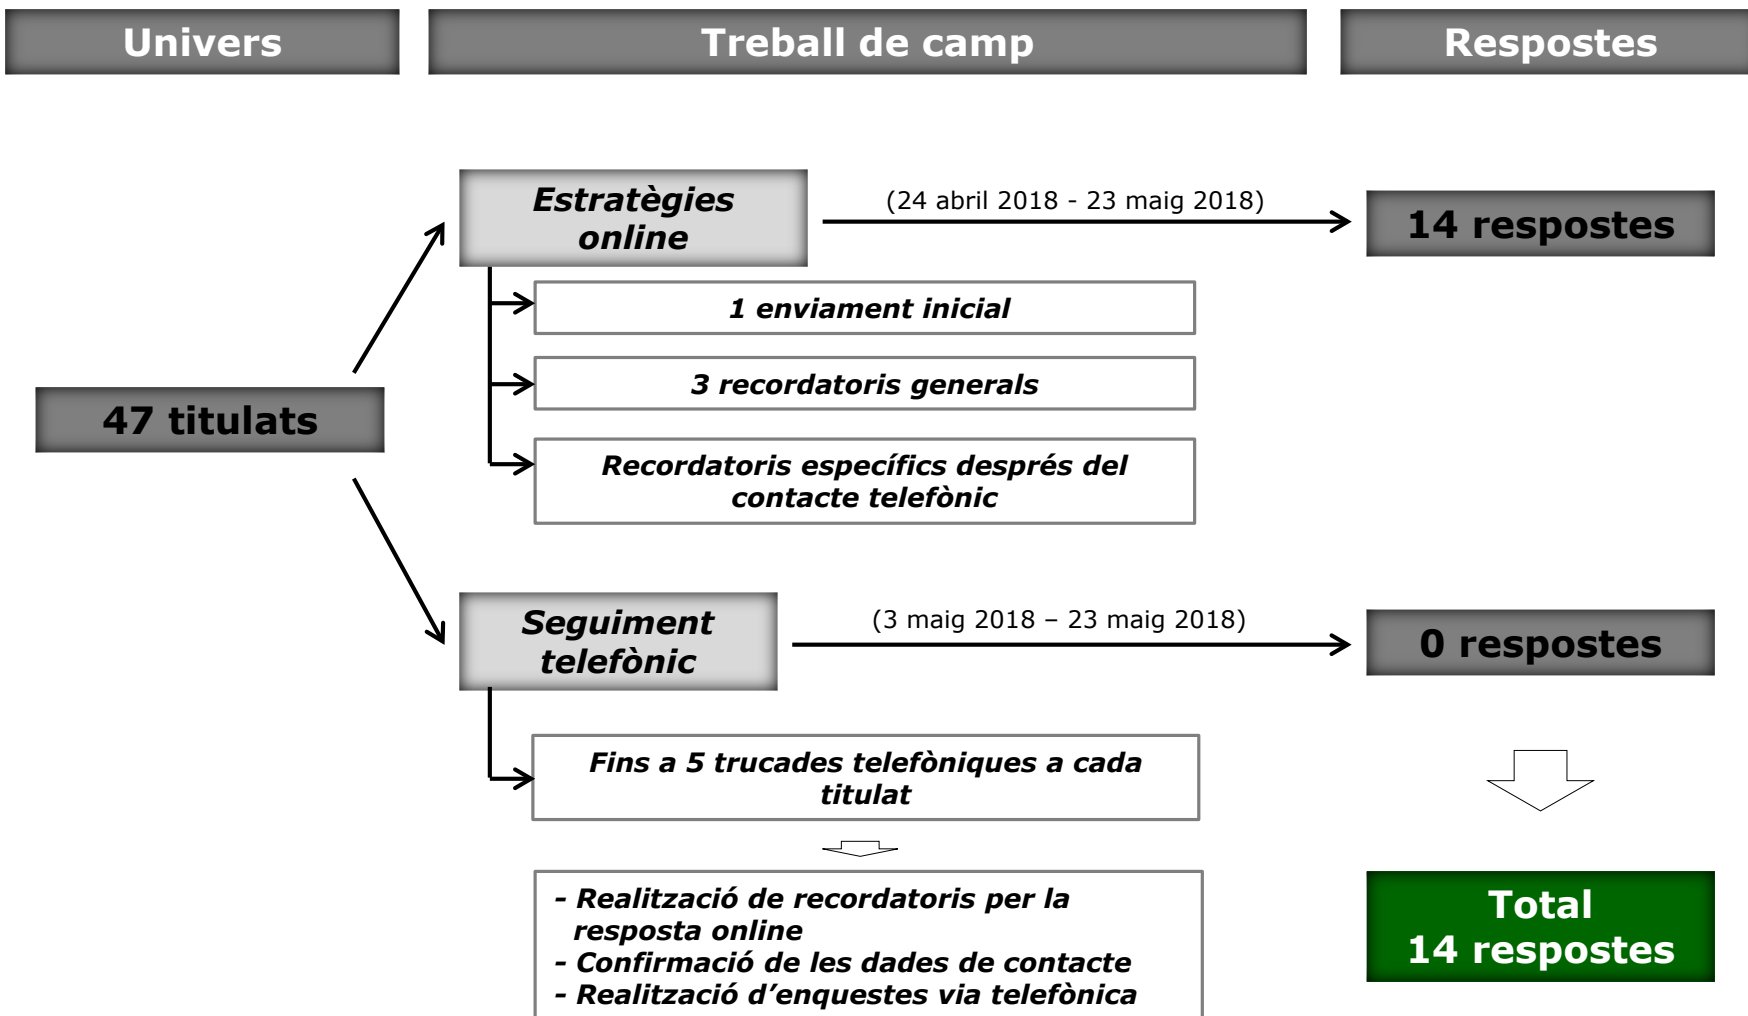 Univers
Treball de camp
Respostes
Estratègies
online
(24 abril 2018 - 23 maig 2018)
14 respostes
1 enviament inicial
3 recordatoris generals
47 titulats
Recordatoris específics després del
contacte telefònic
Seguiment
telefònic
(3 maig 2018 – 23 maig 2018)
0 respostes
Fins a 5 trucades telefòniques a cada
titulat
- Realització de recordatoris per la
resposta online
- Confirmació de les dades de contacte
- Realització d’enquestes via telefònica
Total
14 respostes